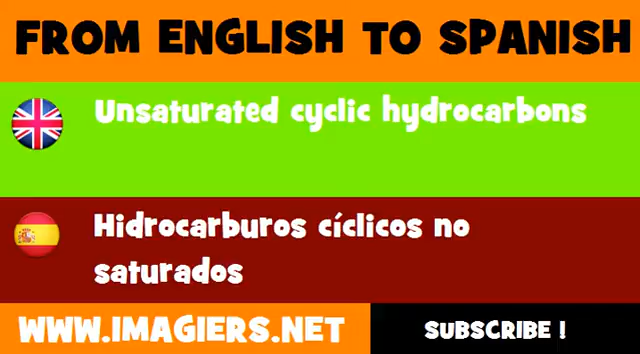 FROM ENGLISH TO SPANISH
Unsaturated cyclic hydrocarbons
Hidrocarburos cíclicos no
saturados
WWW.IMAGIERS.NET
SUBSCRIBE !